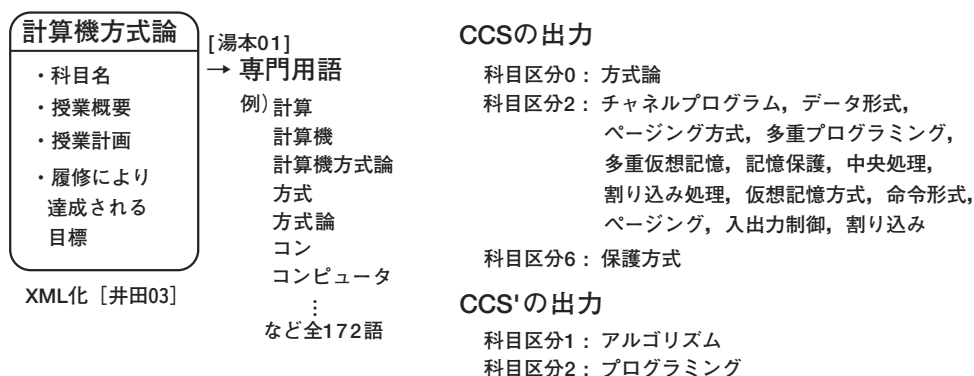 計算機方式論
・科目名
・授業概要
・授業計画
・履修により
達成される
目標
XML化［井田03］
[湯本01]
→ 専門用語
例) 計算
計算機
計算機方式論
方式
方式論
コン
コンピュータ
⋮
など全172語
CCSの出力
科目区分0： 方式論
科目区分2： チャネルプログラム，データ形式，
ページング方式，多重プログラミング，
多重仮想記憶，記憶保護，中央処理，
割り込み処理，仮想記憶方式，命令形式，
ページング，入出力制御，割り込み
科目区分6： 保護方式
CCS'の出力
科目区分1： アルゴリズム
科目区分2： プログラミング